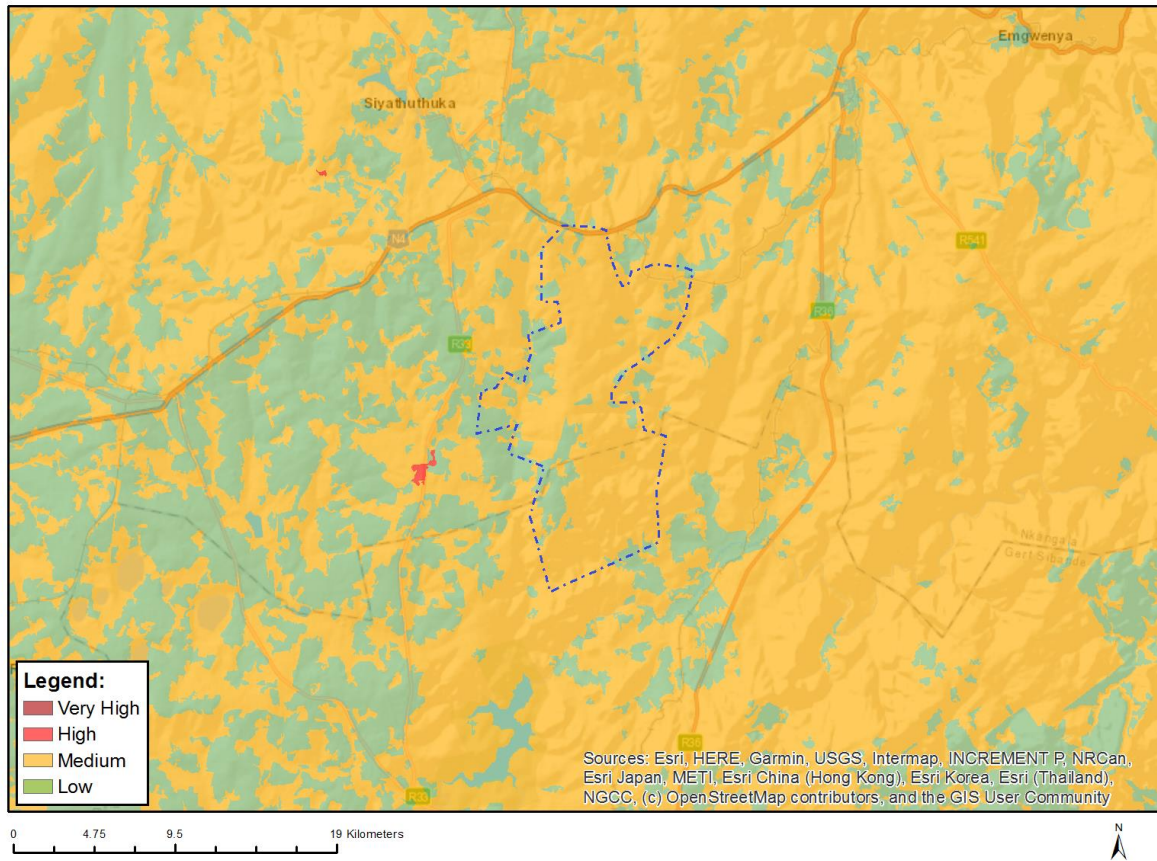 Emgwenya
Siyathuthuka
N4
R541
R36
R33
Nkangala
Gert Sibande
Legend:
Very High
High
Medium
Low
R36
R33
Sources: Esri, HERE, Garmin, USGS, Intermap, INCREMENT P, NRCan,
Esri Japan, METI, Esri China (Hong Kong), Esri Korea, Esri (Thailand),
NGCC, (c) OpenStreetMap contributors, and the GIS User Community
0 4.75 9.5 19 Kilometers
N